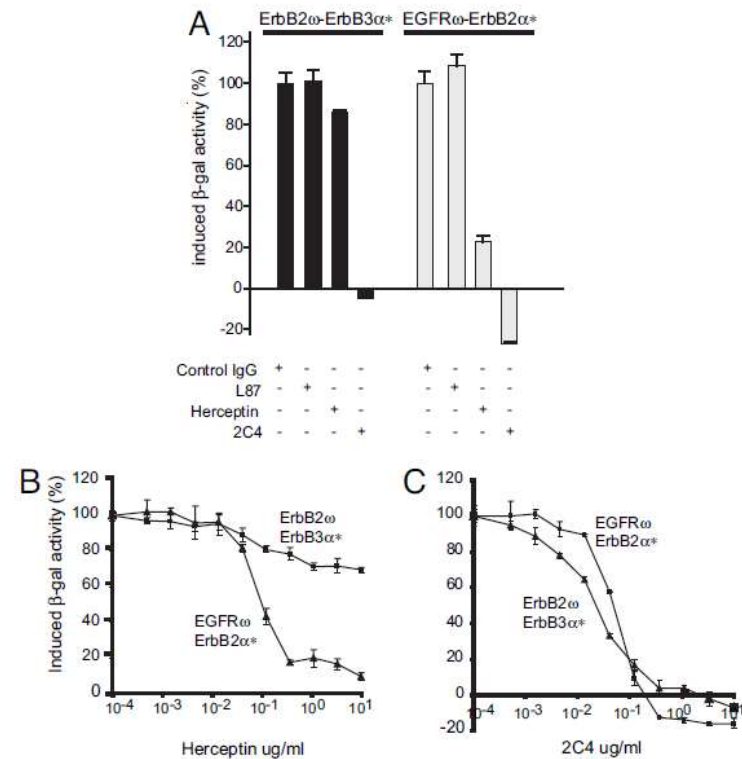 A
ErbB2ω-ErbB3α* EGFRω-ErbB2α*
induced β-gal activity (%)
120
100
80
60
40
20
0
-20
Control IgG + - - - + - - -
L87 - + - - - + - -
Herceptin - - + - - - + -
2C4 - - - + - - - +
B
Induced β-gal activity (%)
120
100
80
60
40
20
0
ErbB2ω
ErbB3α*
EGFRω
ErbB2α*
10-4 10-3 10-2 10-1 100 101
Herceptin ug/ml
C
120
100
80
60
40
20
0
-20
EGFRω
ErbB2α*
ErbB2ω
ErbB3α*
10-4 10-3 10-2 10-1 100 101
2C4 ug/ml